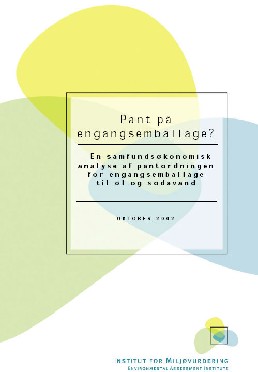 Pant på
engangsemballage?
En samfundsøkonomisk
analyse af pantordningen
for engangsemballage
til øl og sodavand
OKTOBER 2002
INSTITUT FOR MILJØVURDERING
ENVIRONMENTAL ASSESSMENT INSTITUTE